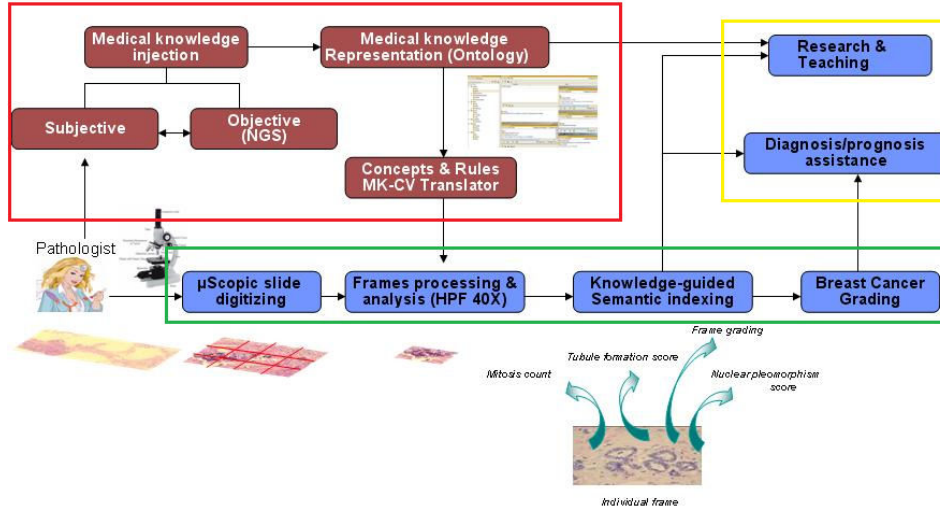 Medical knowledge
injection
Medical knowledge
Representation (Ontology)
Research &
Teaching
Subjective
Objective
(NGS)
Diagnosis/prognosis
assistance
Concepts & Rules
MK-CV Translator
Pathologist
µScopic slide
digitizing
Frames processing &
analysis (HPF 40X)
Knowledge-guided
Semantic indexing
Breast Cancer
Grading
Frame grading
Tubule formation score
Mitosis count
Nuclear pleomorphism
score
Individual frame